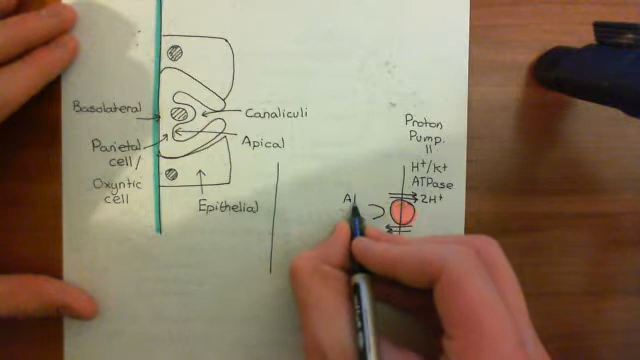 Basolateral
Parietal
cell/
Oxyntic
cell
Canaliculi
Apical
Epithelial
Proton
Pump.
H⁺/K⁺
ATPase
2H⁺
A